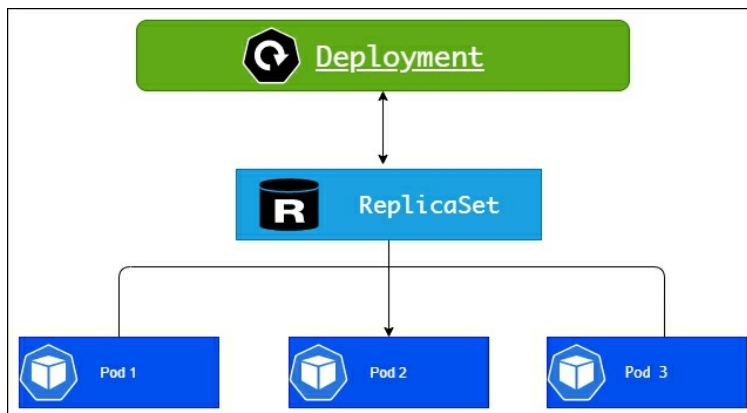 Deployment
R ReplicaSet
Pod 1
Pod 2
Pod 3